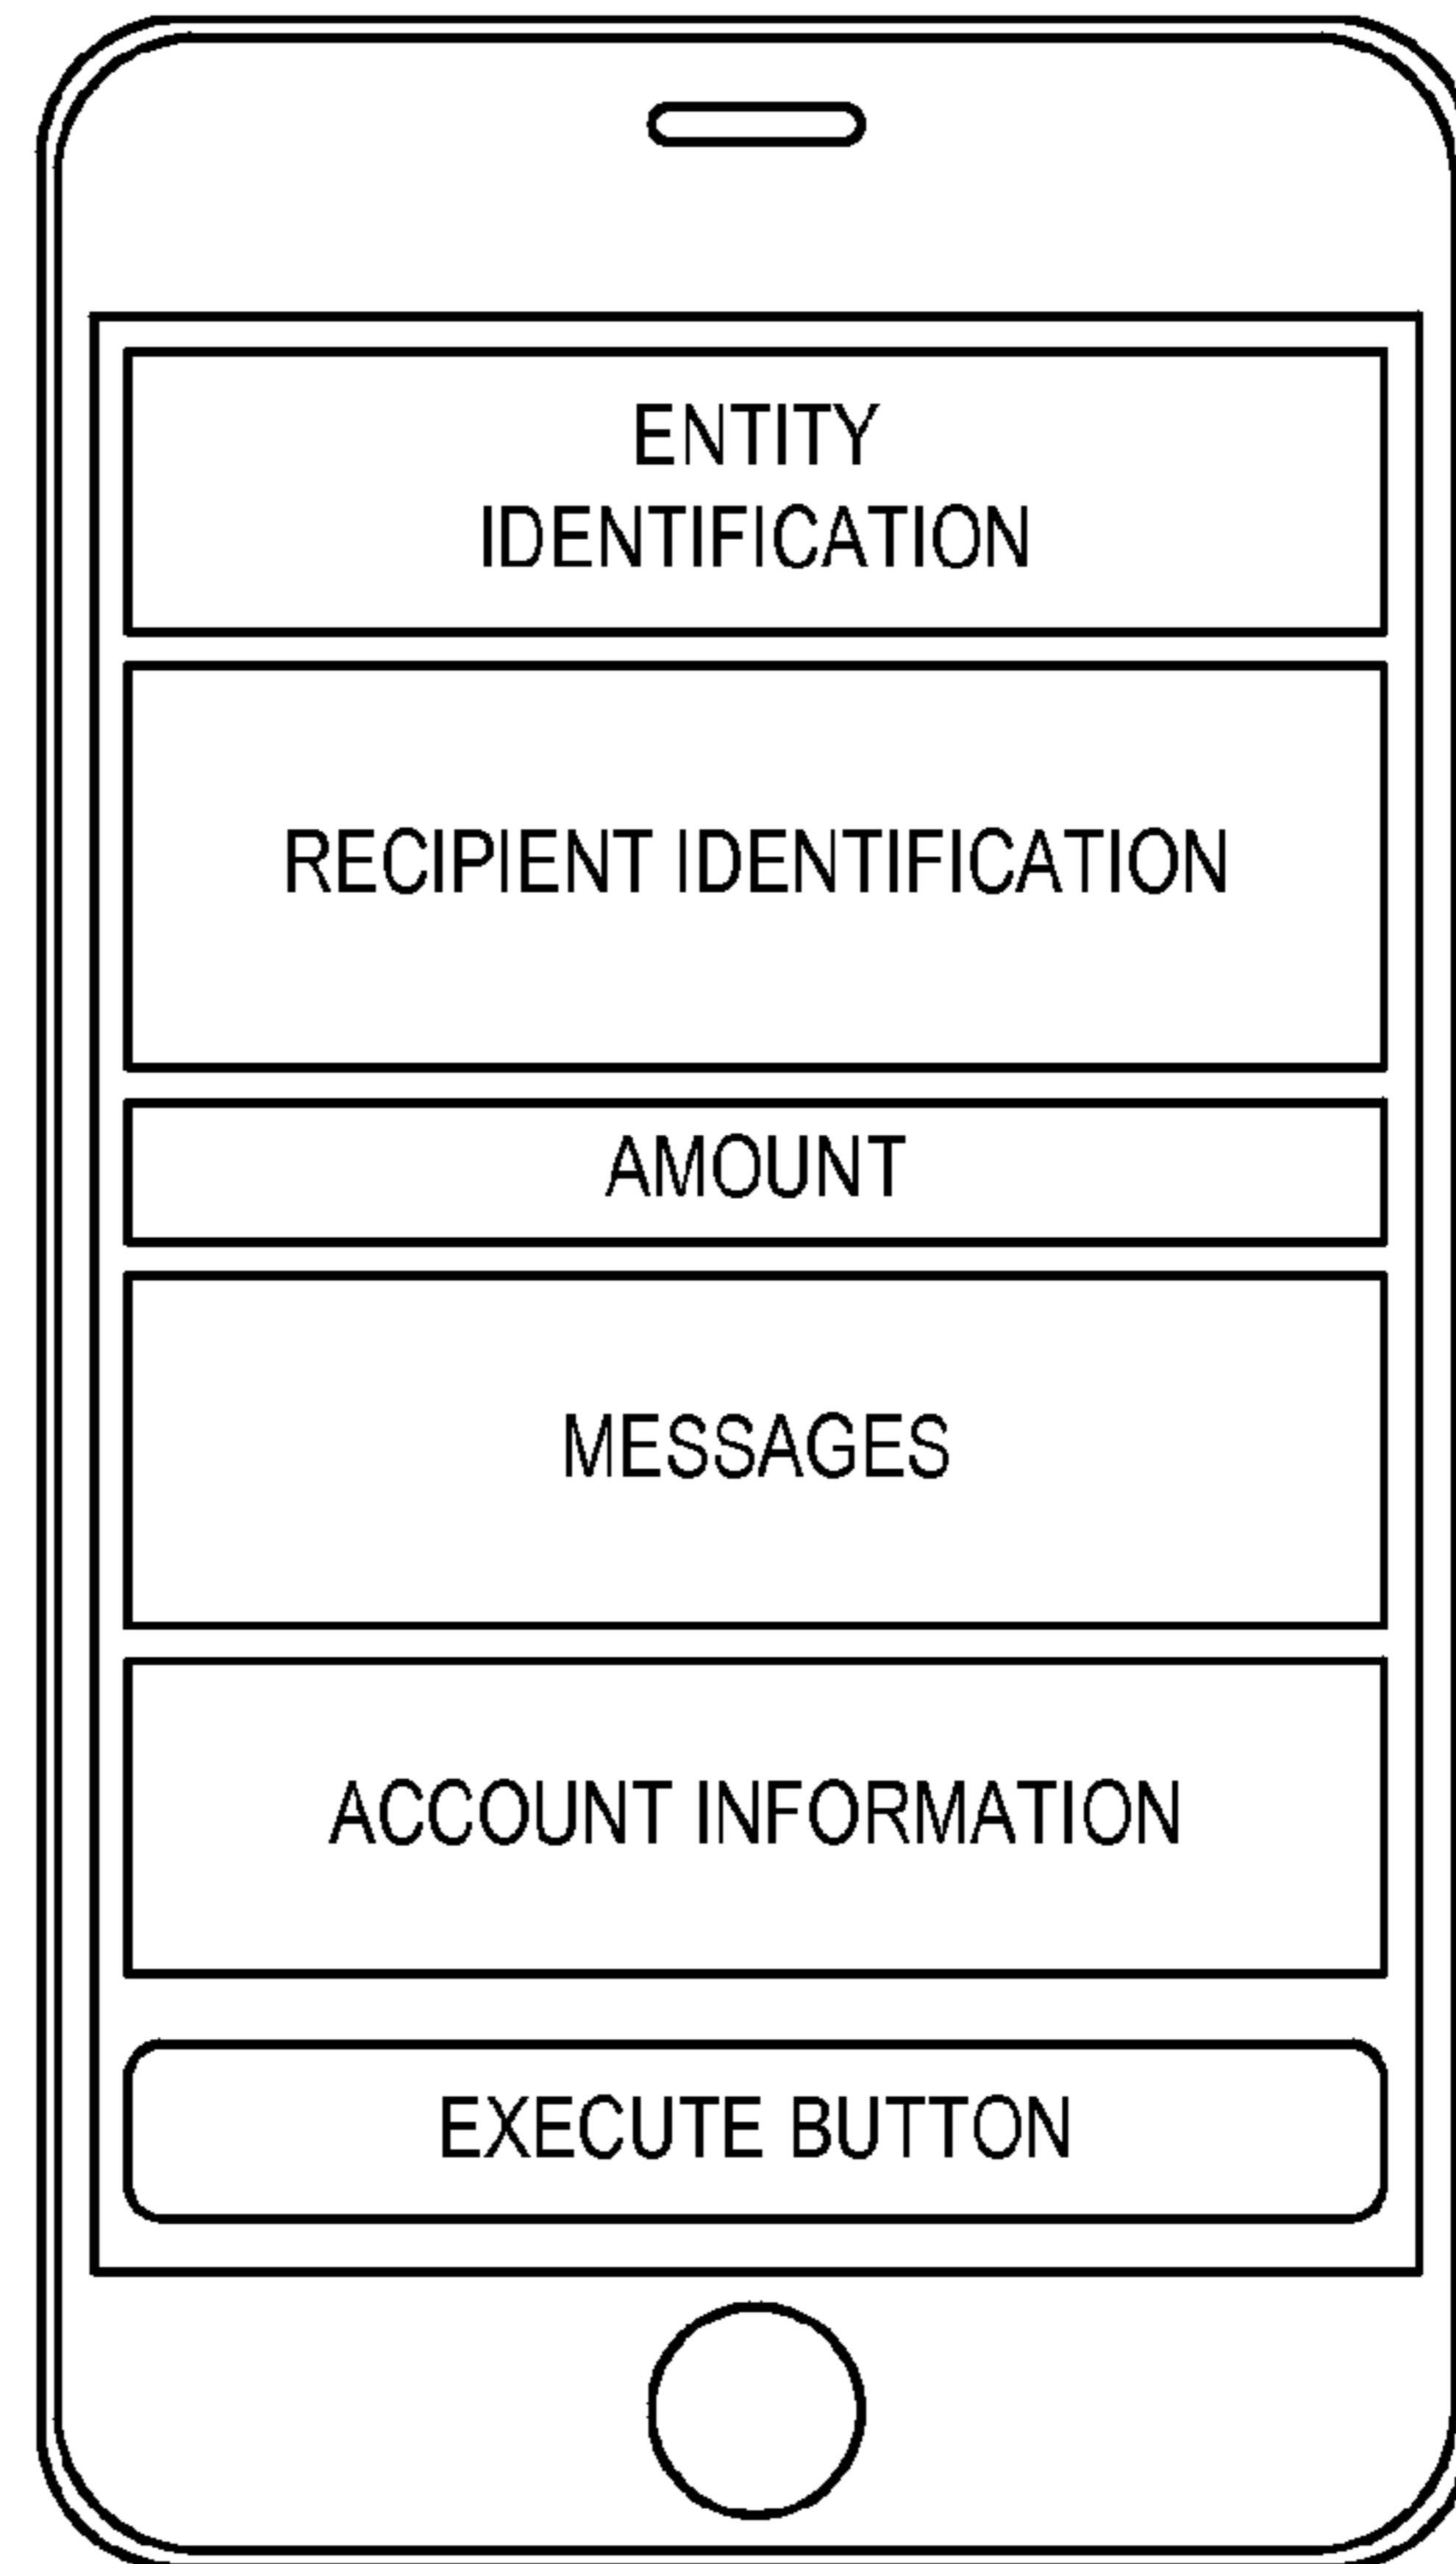 ENTITY
IDENTIFICATION
RECIPIENT IDENTIFICATION
AMOUNT
MESSAGES
ACCOUNT INFORMATION
EXECUTE BUTTON